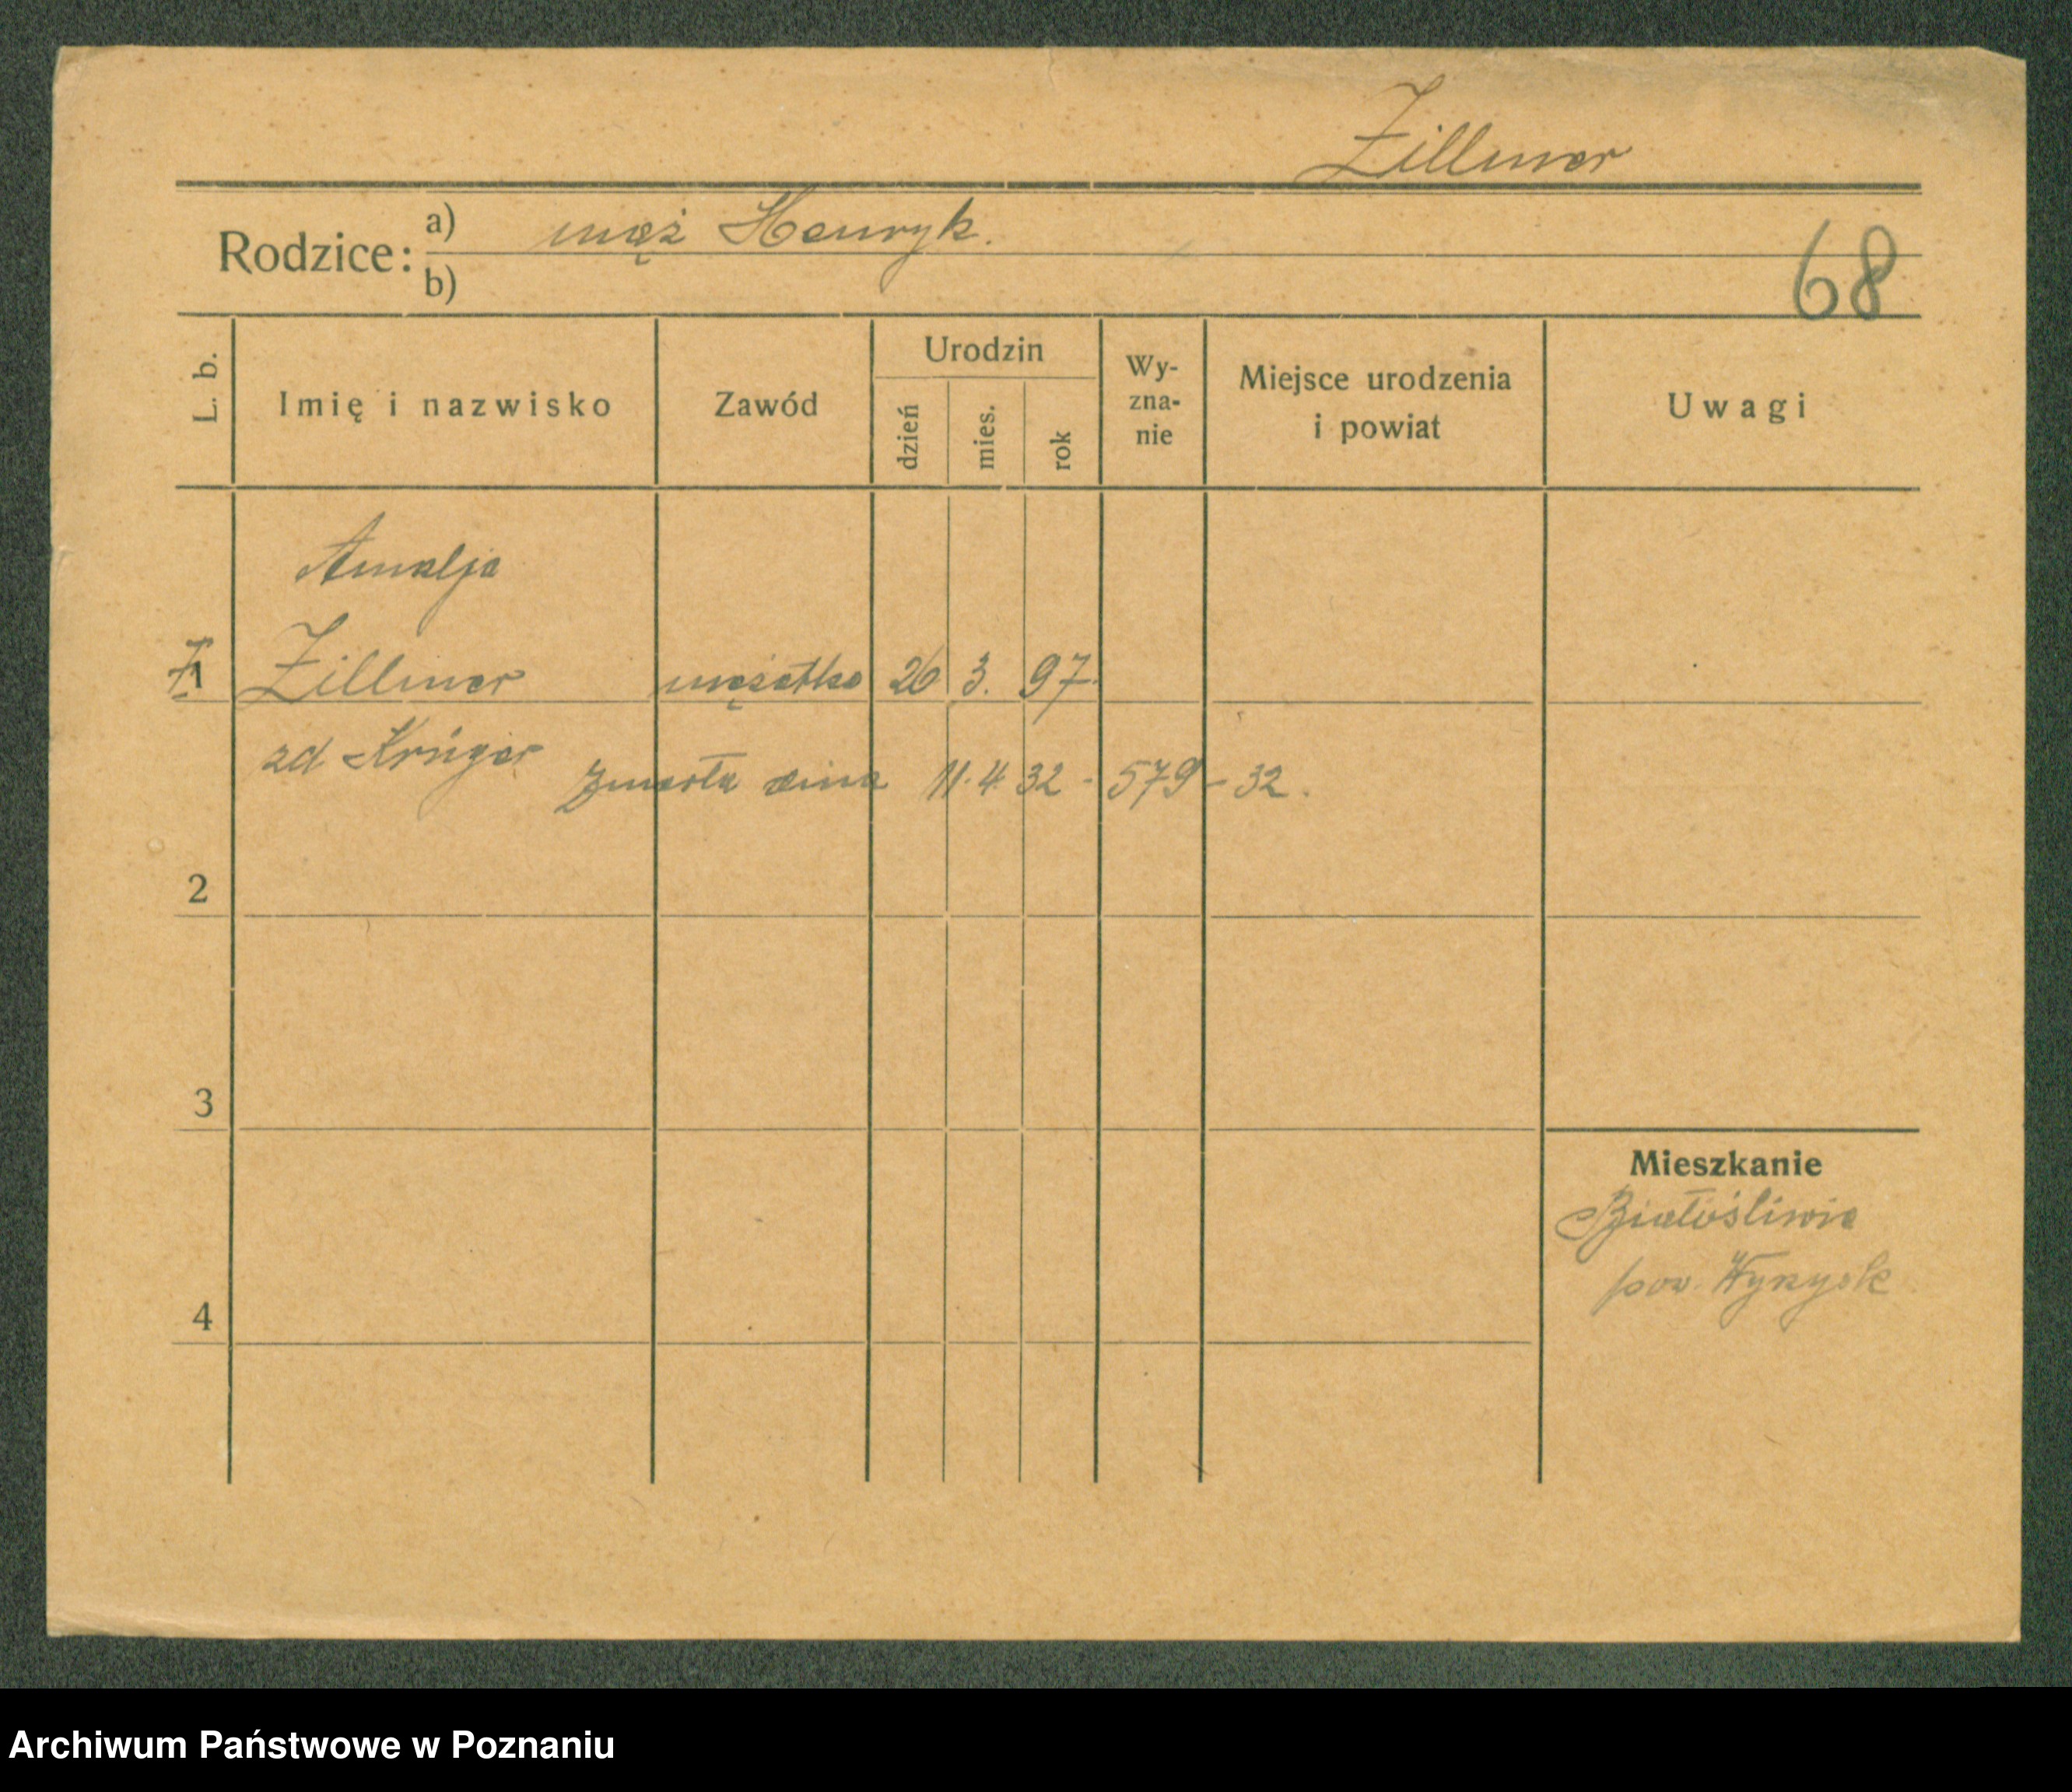 Zillmer
Rodzice:
a) mąż Henryk.
b)
68
L. b.
Imię i nazwisko
Zawód
Urodzin
dzień
mies.
rok
Wy-
zna-
nie
Miejsce urodzenia
i powiat
Uwagi
Amalja
1 Zillmer mężatka 26 3. 97.
zd Krüger
zmarła dnia 11.4.32 - 579 - 32.
2
3
4
Mieszkanie
Białośliwie
pow. Wyrzysk
Archiwum Państwowe w Poznaniu